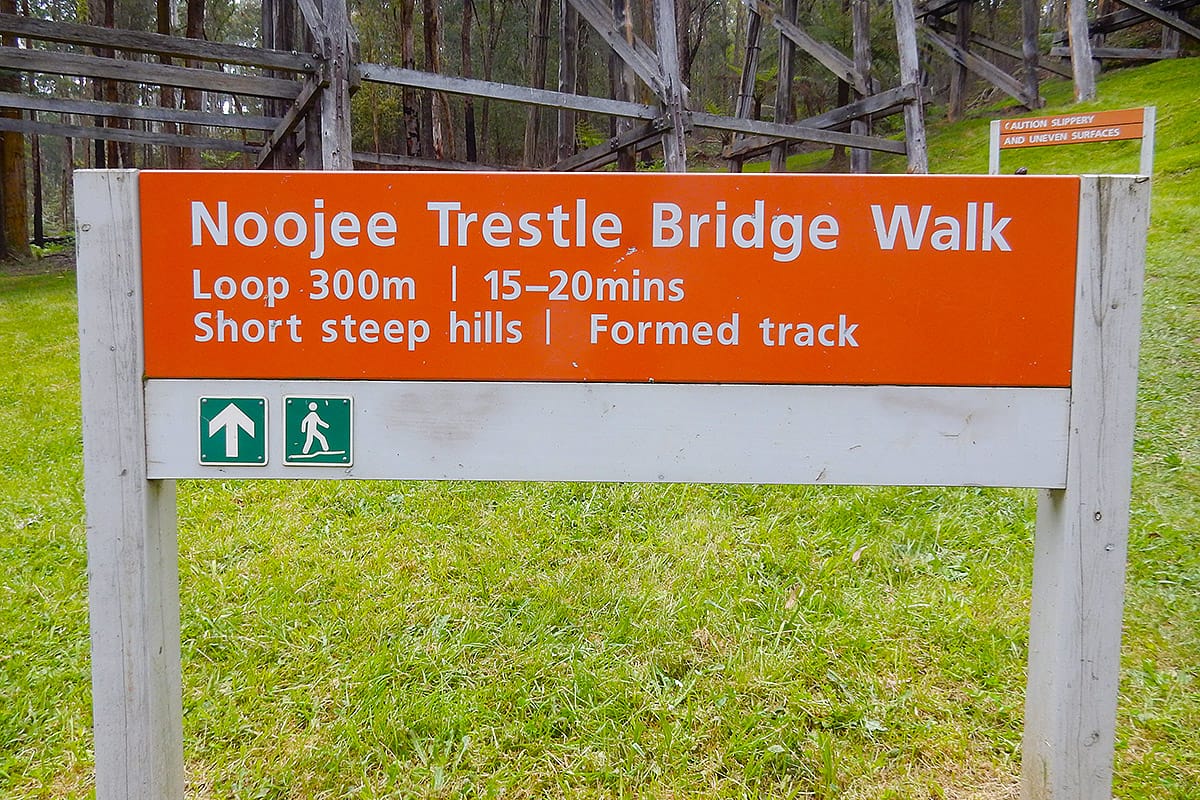 CAUTION SLIPPERY
AND UNEVEN SURFACES
Noojee Trestle Bridge Walk
Loop 300m | 15–20mins
Short steep hills | Formed track